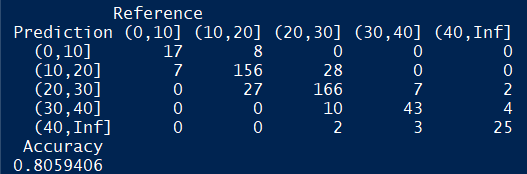 Reference
Prediction (0,10] (10,20] (20,30] (30,40] (40,Inf]
(0,10] 17 8 0 0 0
(10,20] 7 156 28 0 0
(20,30] 0 27 166 7 2
(30,40] 0 0 10 43 4
(40,Inf] 0 0 2 3 25
Accuracy
0.8059406